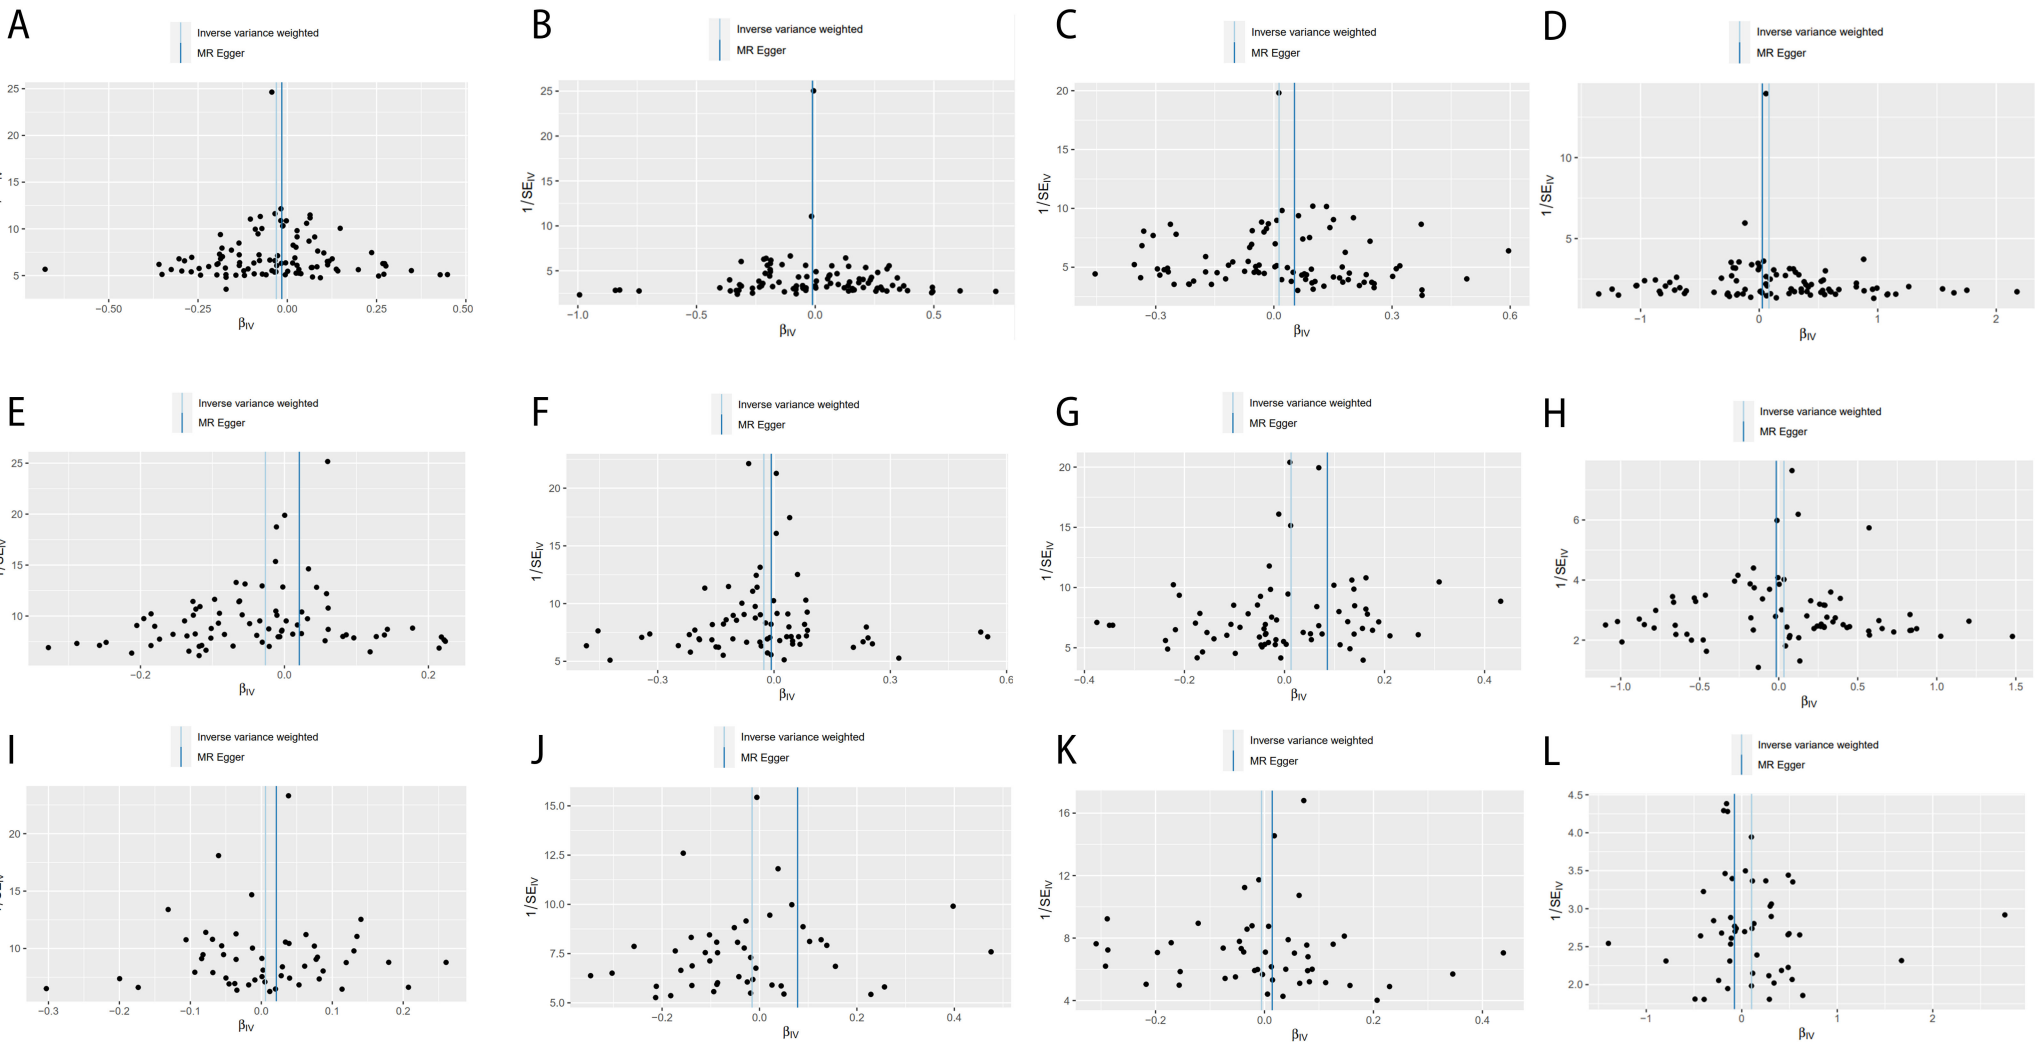 A
Inverse variance weighted
MR Egger
25
20
15
10
5
−0.50
−0.25
0.00
0.25
0.50
βIV
B
Inverse variance weighted
MR Egger
1/SEIV
25
20
15
10
5
−1.0
−0.5
0.0
0.5
βIV
C
Inverse variance weighted
MR Egger
1/SEIV
20
15
10
5
−0.3
0.0
0.3
0.6
βIV
D
Inverse variance weighted
MR Egger
1/SEIV
10
5
−1
0
1
2
βIV
E
Inverse variance weighted
MR Egger
1/SEIV
25
20
15
10
−0.2
0.0
0.2
βIV
F
Inverse variance weighted
MR Egger
1/SEIV
20
15
10
5
−0.3
0.0
0.3
0.6
βIV
G
Inverse variance weighted
MR Egger
1/SEIV
20
15
10
5
−0.4
−0.2
0.0
0.2
0.4
βIV
H
Inverse variance weighted
MR Egger
1/SEIV
6
4
2
−1.0
−0.5
0.0
0.5
1.0
1.5
βIV
I
Inverse variance weighted
MR Egger
1/SEIV
20
15
10
−0.3
−0.2
−0.1
0.0
0.1
0.2
βIV
J
Inverse variance weighted
MR Egger
1/SEIV
15.0
12.5
10.0
7.5
5.0
−0.2
0.0
0.2
0.4
βIV
K
Inverse variance weighted
MR Egger
1/SEIV
16
12
8
4
−0.2
0.0
0.2
0.4
βIV
L
Inverse variance weighted
MR Egger
1/SEIV
4.5
4.0
3.5
3.0
2.5
2.0
−1
0
1
2
βIV